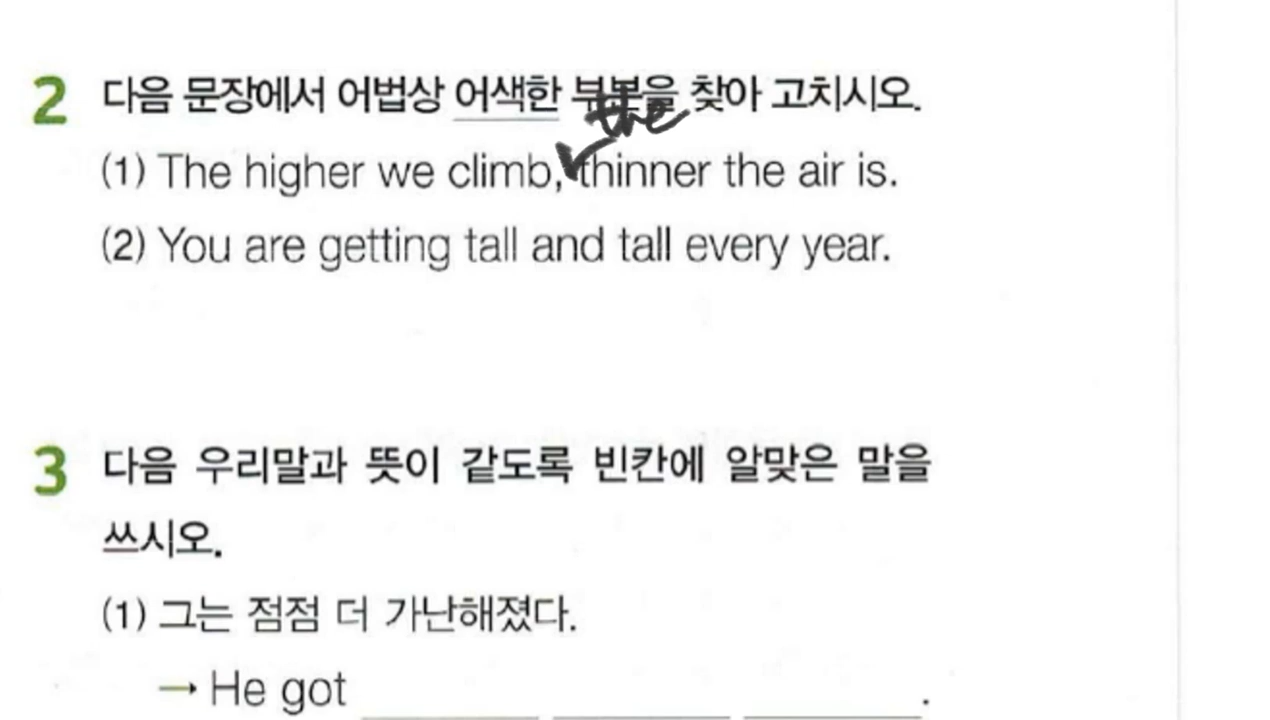 2 다음 문장에서 어법상 어색한 부분을 찾아 고치시오.
the
(1) The higher we climb, thinner the air is.
(2) You are getting tall and tall every year.
3 다음 우리말과 뜻이 같도록 빈칸에 알맞은 말을
쓰시오.
(1) 그는 점점 더 가난해졌다.
→ He got ______ ______ ______.